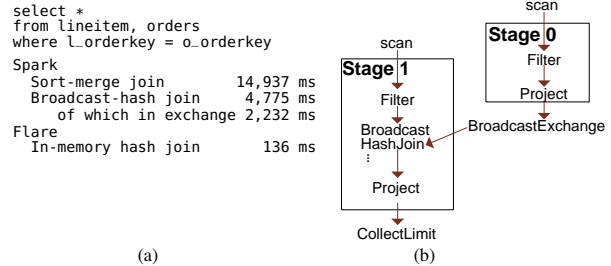 select *
from lineitem, orders
where l_orderkey = o_orderkey
Spark
Sort-merge join 14,937 ms
Broadcast-hash join 4,775 ms
of which in exchange 2,232 ms
Flare
In-memory hash join 136 ms
(a)
scan
Stage 0
Filter
Project
BroadcastExchange
scan
Stage 1
Filter
Broadcast
HashJoin
...
Project
CollectLimit
(b)